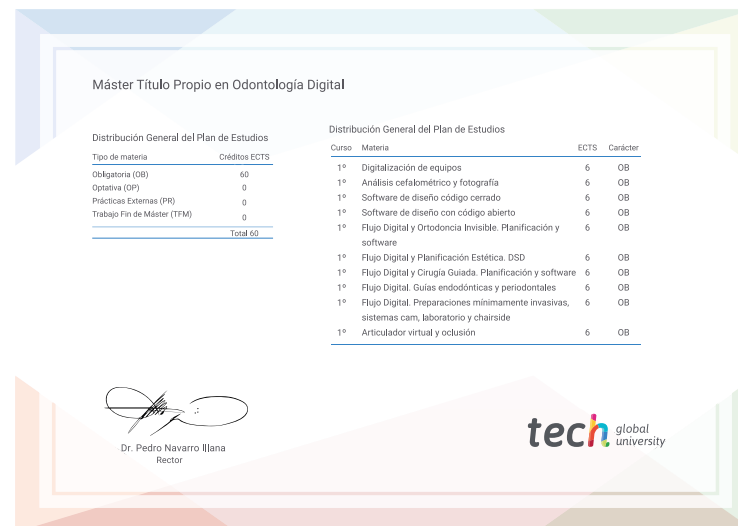 Máster Título Propio en Odontología Digital
Distribución General del Plan de Estudios
Tipo de materia Créditos ECTS
Obligatoria (OB) 60
Optativa (OP) 0
Prácticas Externas (PR) 0
Trabajo Fin de Máster (TFM) 0
Total 60
Distribución General del Plan de Estudios
Curso Materia ECTS Carácter
1º Digitalización de equipos 6 OB
1º Análisis cefalométrico y fotografía 6 OB
1º Software de diseño código cerrado 6 OB
1º Software de diseño con código abierto 6 OB
1º Flujo Digital y Ortodoncia Invisible. Planificación y 6 OB
software
1º Flujo Digital y Planificación Estética. DSD 6 OB
1º Flujo Digital y Cirugía Guiada. Planificación y software 6 OB
1º Flujo Digital. Guías endodónticas y periodontales 6 OB
1º Flujo Digital. Preparaciones mínimamente invasivas, 6 OB
sistemas cam, laboratorio y chairside
1º Articulador virtual y oclusión 6 OB
Dr. Pedro Navarro Illana
Rector
tech global
university